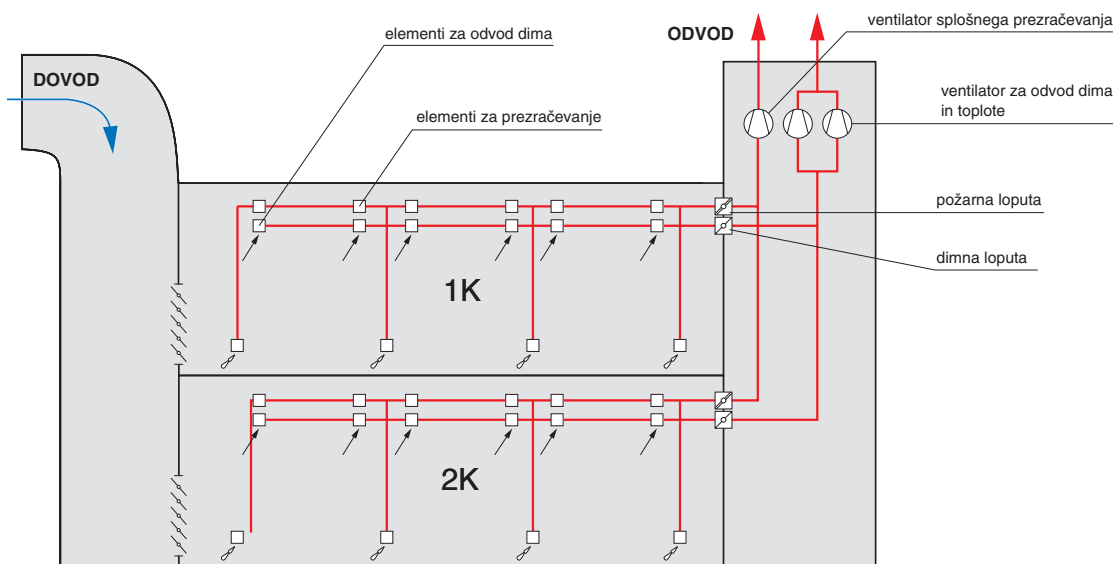 ventilator splošnega prezračevanja
elementi za odvod dima
ODVOD
DOVOD
ventilator za odvod dima
in toplote
elementi za prezračevanje
požarna loputa
dimna loputa
1K
2K